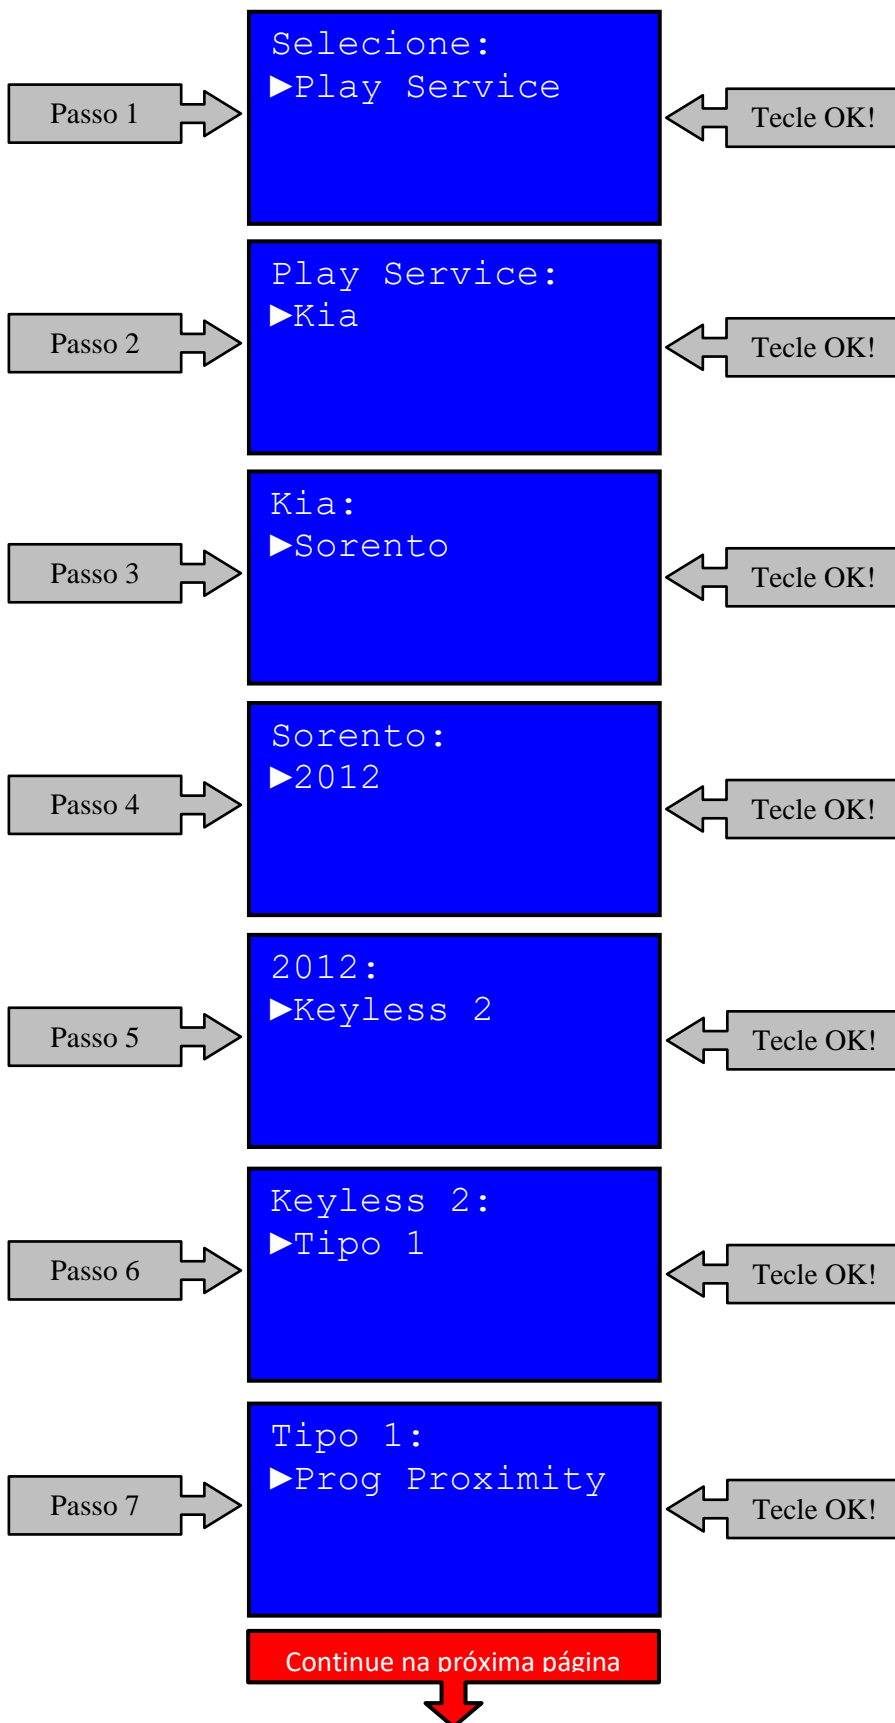 Selecione:
►Play Service
Passo 1
Tecle OK!
Play Service:
►Kia
Passo 2
Tecle OK!
Kia:
►Sorento
Passo 3
Tecle OK!
Sorento:
►2012
Passo 4
Tecle OK!
2012:
►Keyless 2
Passo 5
Tecle OK!
Keyless 2:
►Tipo 1
Passo 6
Tecle OK!
Tipo 1:
►Prog Proximity
Passo 7
Tecle OK!
Continue na próxima página